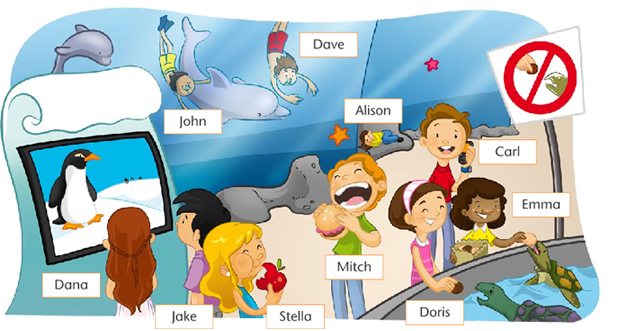 Dave
John
Alison
Carl
Emma
Mitch
Dana
Jake
Stella
Doris